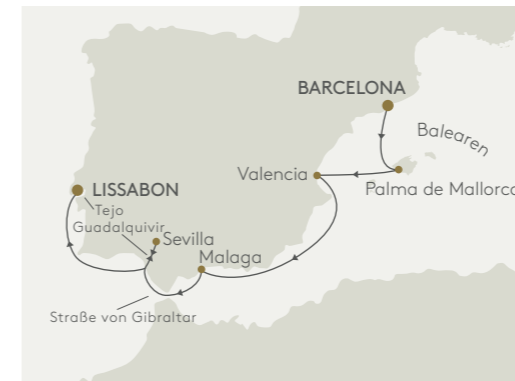 BARCELONA
Balearen
Valencia
Palma de Mallorca
LISSABON
Tejo
Guadalquivir
Sevilla
Malaga
Straße von Gibraltar